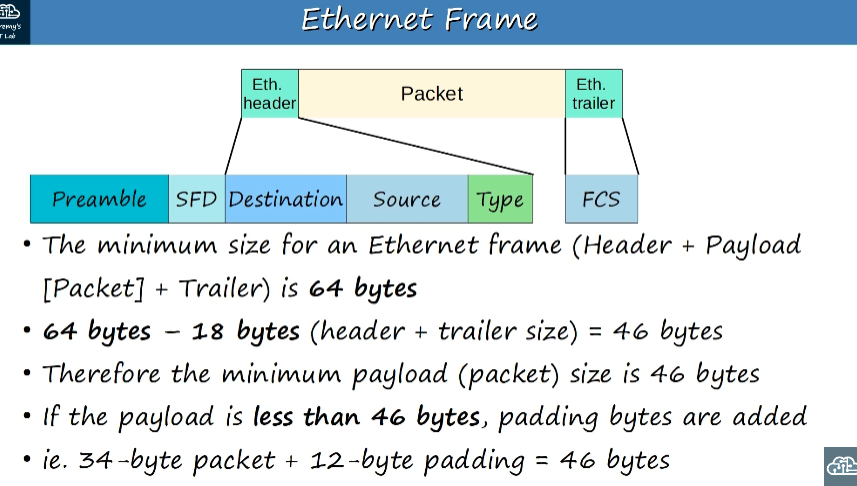 Ethernet Frame
Eth.
header
Packet
Eth.
trailer
Preamble
SFD
Destination
Source
Type
FCS
• The minimum size for an Ethernet frame (Header + Payload
[Packet] + Trailer) is 64 bytes
• 64 bytes – 18 bytes (header + trailer size) = 46 bytes
• Therefore the minimum payload (packet) size is 46 bytes
• If the payload is less than 46 bytes, padding bytes are added
• ie. 34-byte packet + 12-byte padding = 46 bytes